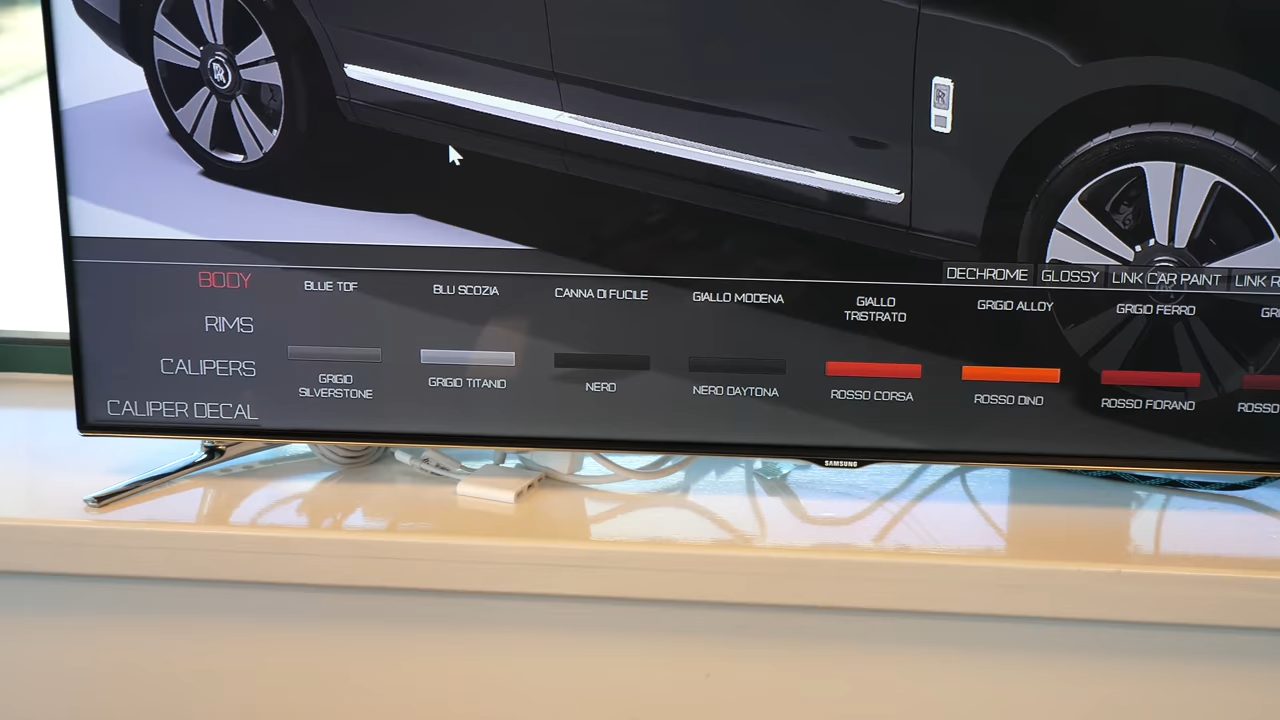 DECHROME GLOSSY LINK CAR PAINT LINK R
BODY
BLUE TDF
BLU SCOZIA
CANNA DI FUCILE
GIALLO MODENA
GIALLO
TRISTRATO
GRIGIO ALLOY
GRIGIO FERRO
RIMS
CALIPERS
GRIGIO
SILVERSTONE
GRIGIO TITANIO
NERO
NERO DAYTONA
ROSSO CORSA
ROSSO DINO
ROSSO FIORANO
ROSSO
CALIPER DECAL
SAMSUNG